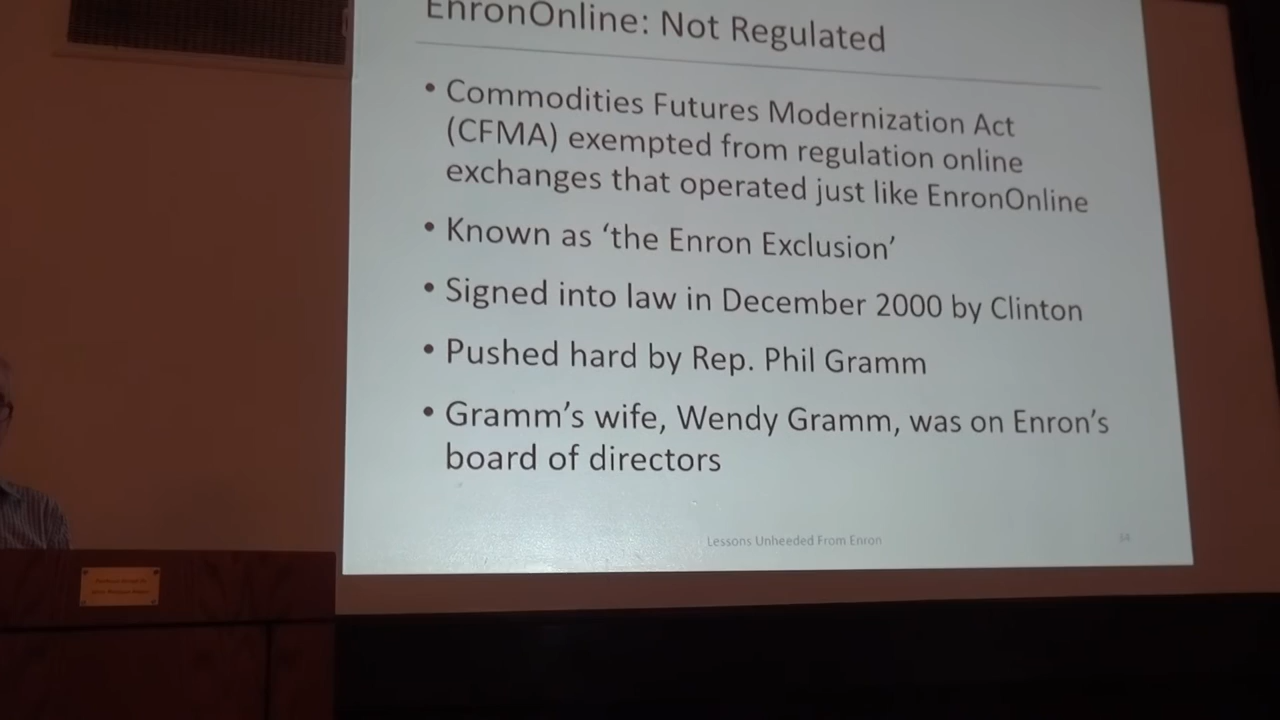 EnronOnline: Not Regulated
• Commodities Futures Modernization Act
(CFMA) exempted from regulation online
exchanges that operated just like EnronOnline
• Known as ‘the Enron Exclusion’
• Signed into law in December 2000 by Clinton
• Pushed hard by Rep. Phil Gramm
• Gramm’s wife, Wendy Gramm, was on Enron’s
board of directors
Lessons Unheeded From Enron